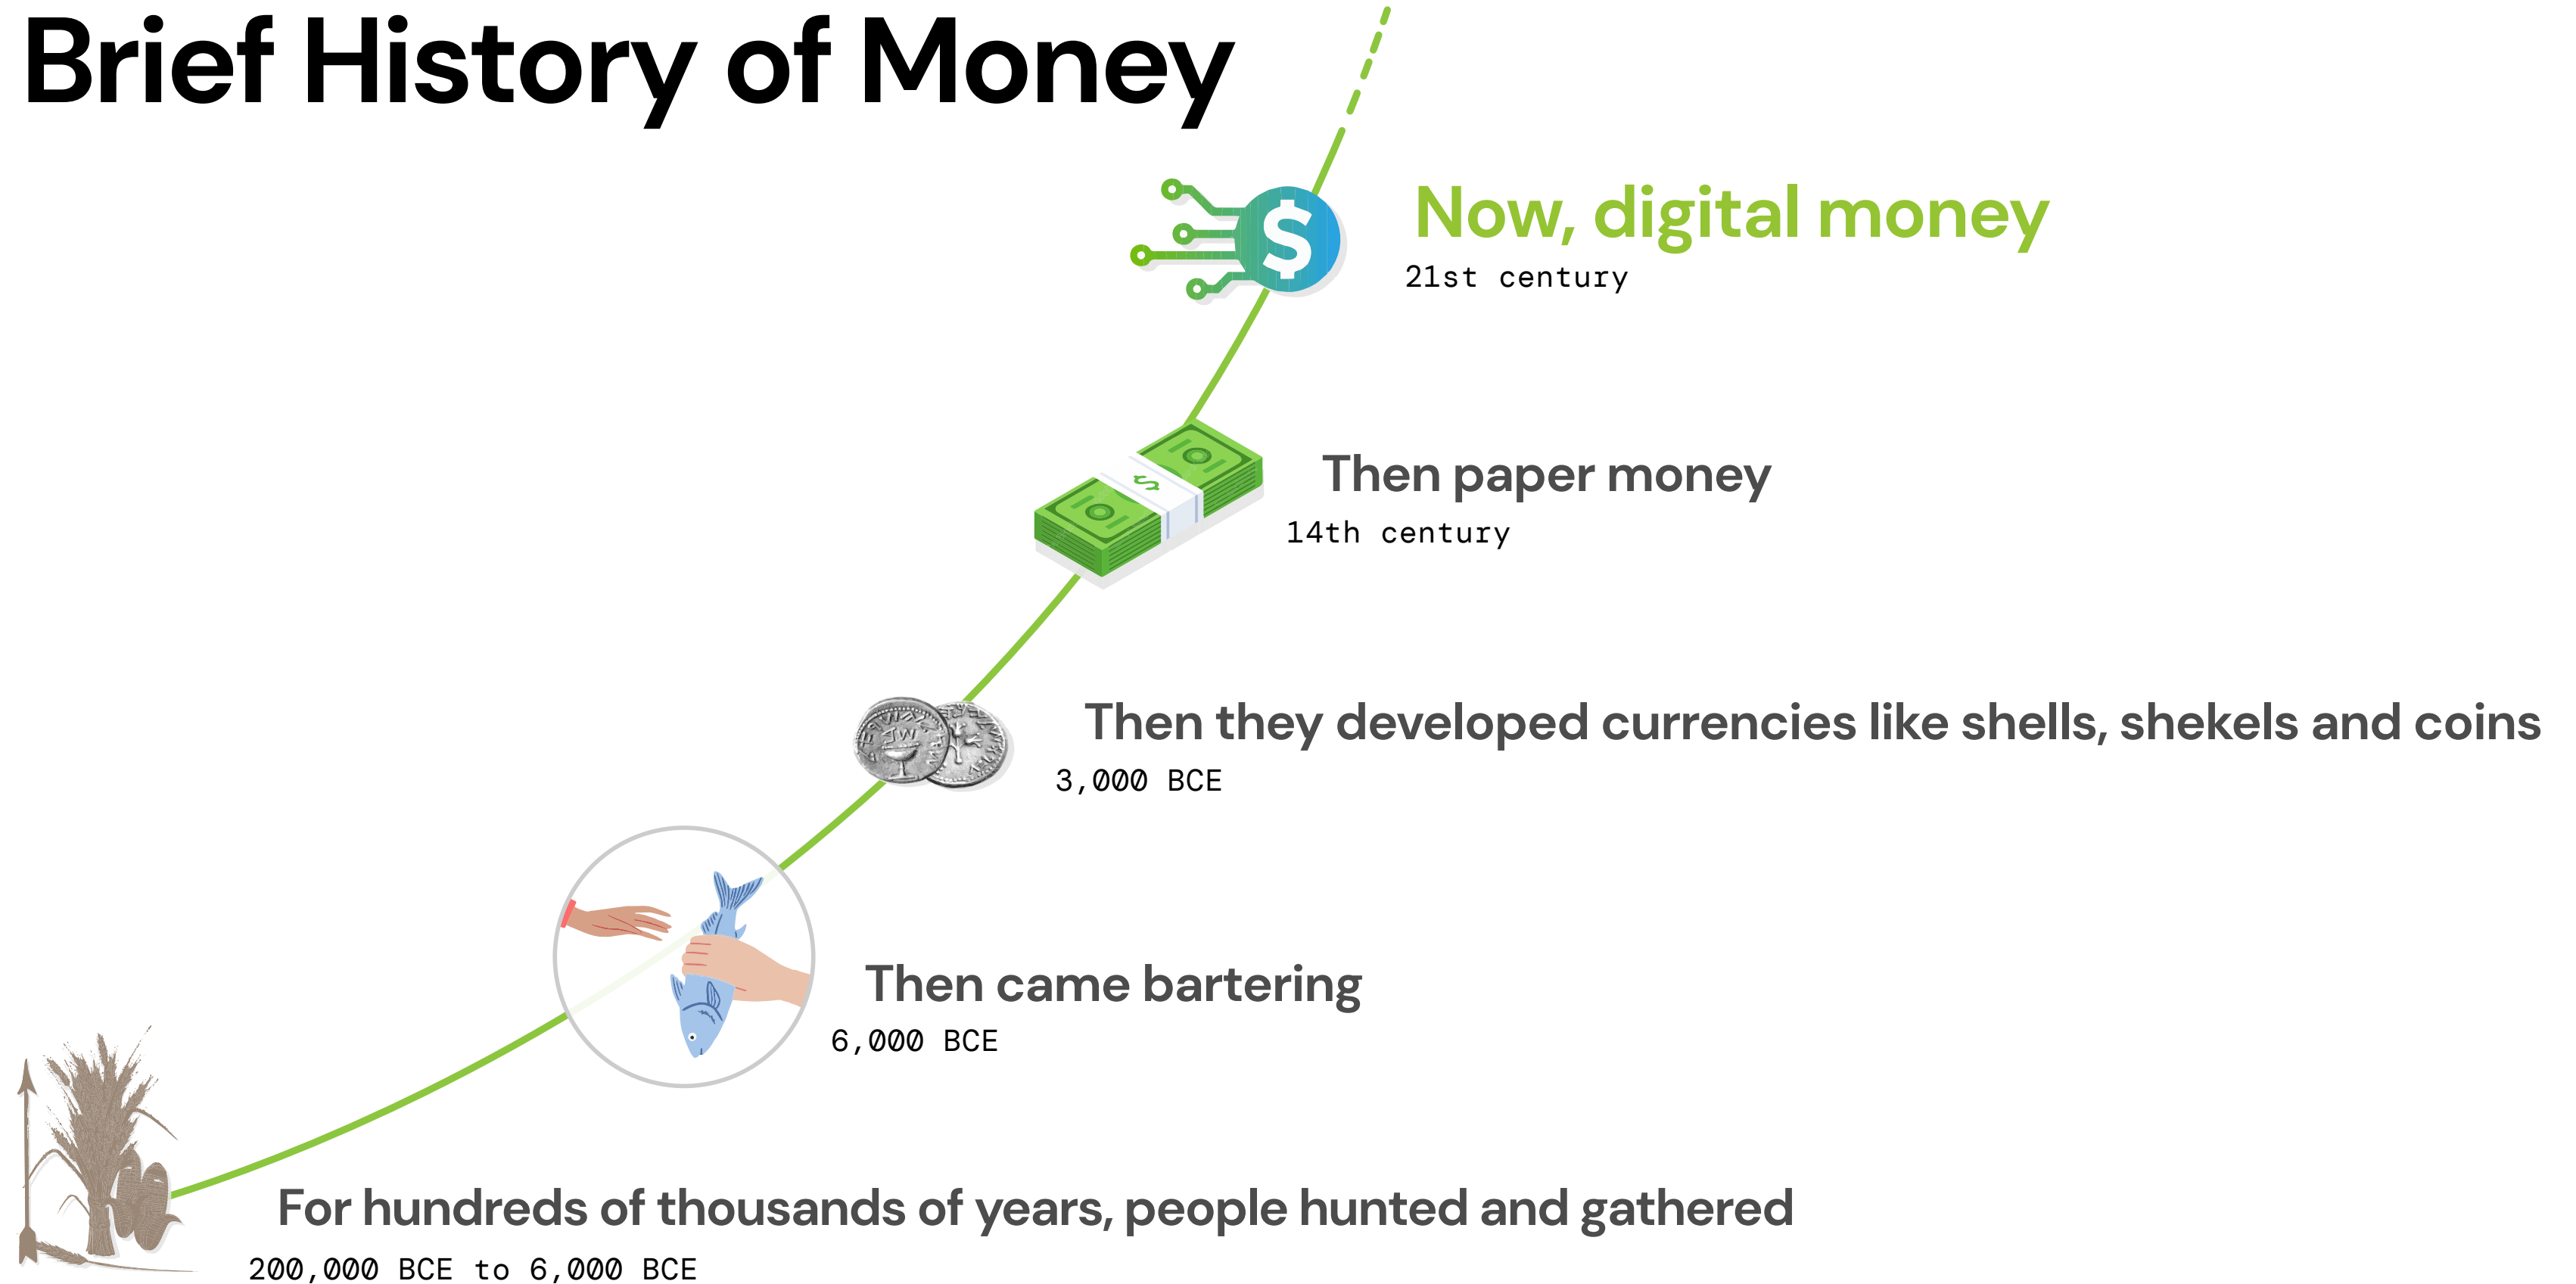 Brief History of Money
Now, digital money
21st century
Then paper money
14th century
Then they developed currencies like shells, shekels and coins
3,000 BCE
Then came bartering
6,000 BCE
For hundreds of thousands of years, people hunted and gathered
200,000 BCE to 6,000 BCE